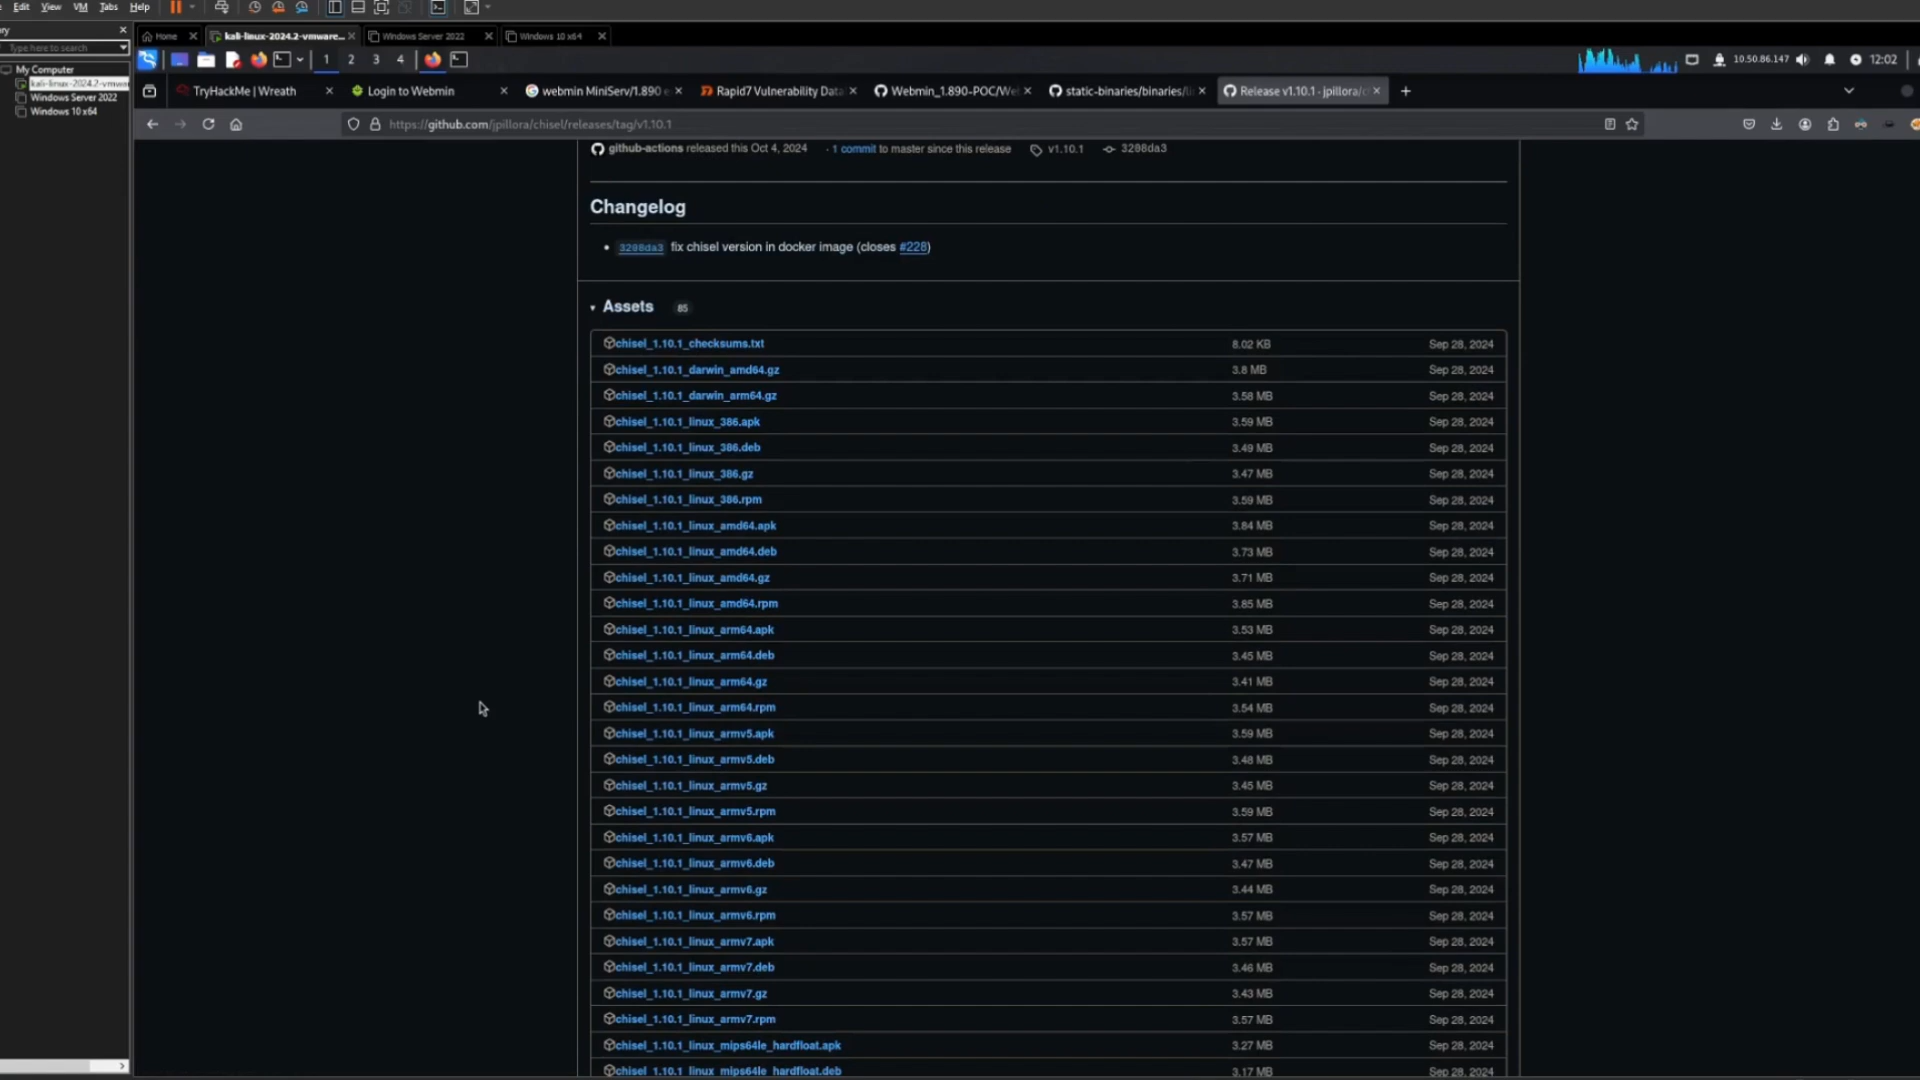 Edit View VM Tabs Help
ry
Type here to search
My Computer
kali-linux-2024.2-vmwar
Windows Server 2022
Windows 10 x64
Home
kali-linux-2024.2-vmware...
Windows Server 2022
Windows 10 x64
1 2 3 4
10.50.86.147
12:02
TryHackMe | Wreath
Login to Webmin
webmin MiniServ/1.890 e
Rapid7 Vulnerability Data
Webmin_1.890-POC/We
static-binaries/binaries/li
Release v1.10.1 · jpillora/c
https://github.com/jpillora/chisel/releases/tag/v1.10.1
github-actions released this Oct 4, 2024 · 1 commit to master since this release v1.10.1 3208da3
Changelog
• 3208da3 fix chisel version in docker image (closes #228)
Assets 85
chisel_1.10.1_checksums.txt 8.02 KB Sep 28, 2024
chisel_1.10.1_darwin_amd64.gz 3.8 MB Sep 28, 2024
chisel_1.10.1_darwin_arm64.gz 3.58 MB Sep 28, 2024
chisel_1.10.1_linux_386.apk 3.59 MB Sep 28, 2024
chisel_1.10.1_linux_386.deb 3.49 MB Sep 28, 2024
chisel_1.10.1_linux_386.gz 3.47 MB Sep 28, 2024
chisel_1.10.1_linux_386.rpm 3.59 MB Sep 28, 2024
chisel_1.10.1_linux_amd64.apk 3.84 MB Sep 28, 2024
chisel_1.10.1_linux_amd64.deb 3.73 MB Sep 28, 2024
chisel_1.10.1_linux_amd64.gz 3.71 MB Sep 28, 2024
chisel_1.10.1_linux_amd64.rpm 3.85 MB Sep 28, 2024
chisel_1.10.1_linux_arm64.apk 3.53 MB Sep 28, 2024
chisel_1.10.1_linux_arm64.deb 3.45 MB Sep 28, 2024
chisel_1.10.1_linux_arm64.gz 3.41 MB Sep 28, 2024
chisel_1.10.1_linux_arm64.rpm 3.54 MB Sep 28, 2024
chisel_1.10.1_linux_armv5.apk 3.59 MB Sep 28, 2024
chisel_1.10.1_linux_armv5.deb 3.48 MB Sep 28, 2024
chisel_1.10.1_linux_armv5.gz 3.45 MB Sep 28, 2024
chisel_1.10.1_linux_armv5.rpm 3.59 MB Sep 28, 2024
chisel_1.10.1_linux_armv6.apk 3.57 MB Sep 28, 2024
chisel_1.10.1_linux_armv6.deb 3.47 MB Sep 28, 2024
chisel_1.10.1_linux_armv6.gz 3.44 MB Sep 28, 2024
chisel_1.10.1_linux_armv6.rpm 3.57 MB Sep 28, 2024
chisel_1.10.1_linux_armv7.apk 3.57 MB Sep 28, 2024
chisel_1.10.1_linux_armv7.deb 3.46 MB Sep 28, 2024
chisel_1.10.1_linux_armv7.gz 3.43 MB Sep 28, 2024
chisel_1.10.1_linux_armv7.rpm 3.57 MB Sep 28, 2024
chisel_1.10.1_linux_mips64le_hardfloat.apk 3.27 MB Sep 28, 2024
chisel_1.10.1_linux_mips64le_hardfloat.deb 3.17 MB Sep 28, 2024